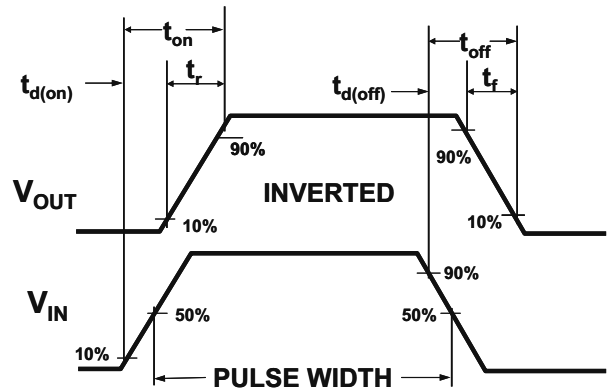 t_on
t_off
t_d(on)
t_r
t_d(off)
t_f
90%
90%
V_OUT
INVERTED
10%
10%
90%
V_IN
50%
50%
10%
PULSE WIDTH